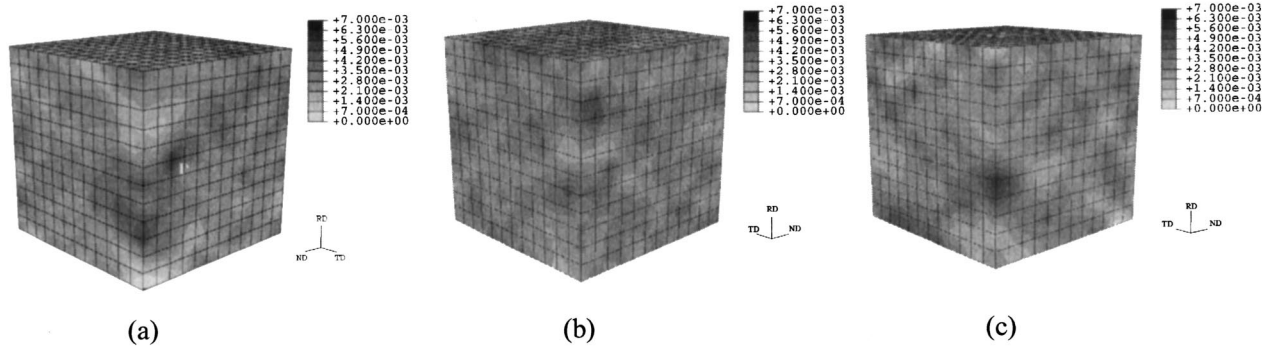 +7.000e-03
+6.300e-03
+5.600e-03
+4.900e-03
+4.200e-03
+3.500e-03
+2.800e-03
+2.100e-03
+1.400e-03
+7.000e-04
+0.000e+00
RD
ND TD
(a)
+7.000e-03
+6.300e-03
+5.600e-03
+4.900e-03
+4.200e-03
+3.500e-03
+2.800e-03
+2.100e-03
+1.400e-03
+7.000e-04
+0.000e+00
RD
TD ND
(b)
+7.000e-03
+6.300e-03
+5.600e-03
+4.900e-03
+4.200e-03
+3.500e-03
+2.800e-03
+2.100e-03
+1.400e-03
+7.000e-04
+0.000e+00
RD
TD ND
(c)